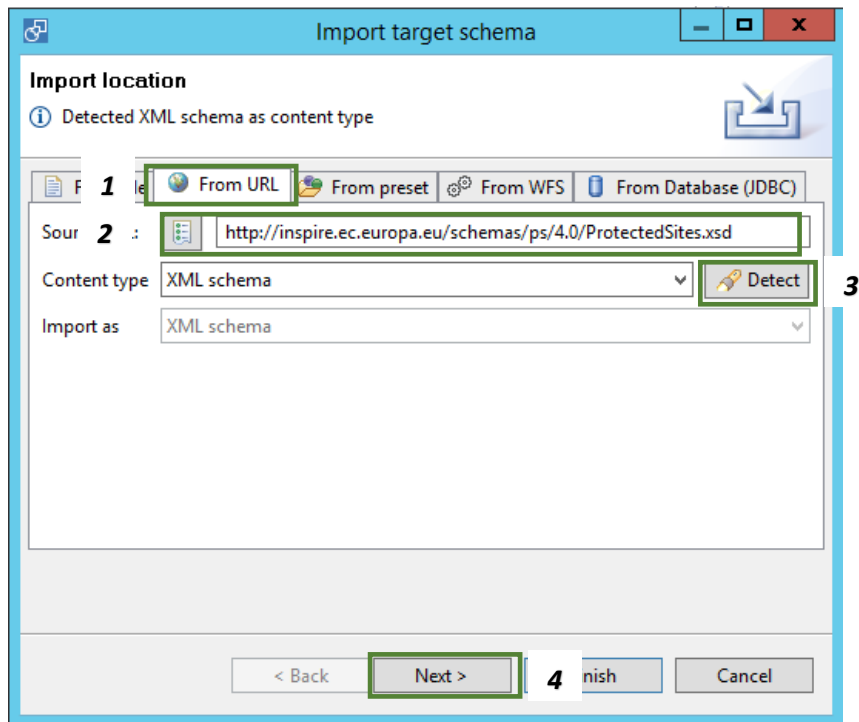 Import target schema
x
Import location
Detected XML schema as content type
1 From URL From preset From WFS From Database (JDBC)
2 : http://inspire.ec.europa.eu/schemas/ps/4.0/ProtectedSites.xsd
Content type XML schema Detect 3
Import as XML schema
< Back Next > 4 Cancel